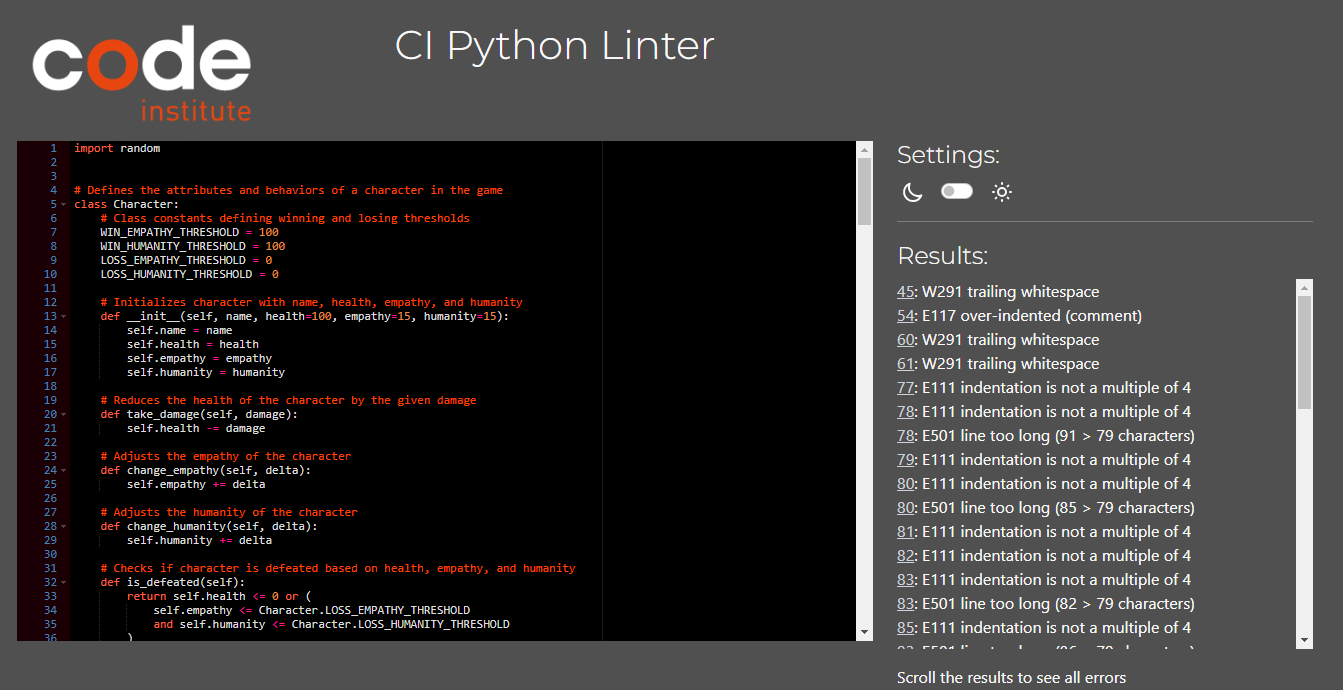 code
institute
CI Python Linter
1 import random
2
3
4 # Defines the attributes and behaviors of a character in the game
5 class Character:
6     # Class constants defining winning and losing thresholds
7     WIN_EMPATHY_THRESHOLD = 100
8     WIN_HUMANITY_THRESHOLD = 100
9     LOSS_EMPATHY_THRESHOLD = 0
10     LOSS_HUMANITY_THRESHOLD = 0
11
12     # Initializes character with name, health, empathy, and humanity
13     def __init__(self, name, health=100, empathy=15, humanity=15):
14         self.name = name
15         self.health = health
16         self.empathy = empathy
17         self.humanity = humanity
18
19     # Reduces the health of the character by the given damage
20     def take_damage(self, damage):
21         self.health -= damage
22
23     # Adjusts the empathy of the character
24     def change_empathy(self, delta):
25         self.empathy += delta
26
27     # Adjusts the humanity of the character
28     def change_humanity(self, delta):
29         self.humanity += delta
30
31     # Checks if character is defeated based on health, empathy, and humanity
32     def is_defeated(self):
33         return self.health <= 0 or (
34             self.empathy <= Character.LOSS_EMPATHY_THRESHOLD
35             and self.humanity <= Character.LOSS_HUMANITY_THRESHOLD
36         )
Settings:
Results:
45: W291 trailing whitespace
54: E117 over-indented (comment)
60: W291 trailing whitespace
61: W291 trailing whitespace
77: E111 indentation is not a multiple of 4
78: E111 indentation is not a multiple of 4
78: E501 line too long (91 > 79 characters)
79: E111 indentation is not a multiple of 4
80: E111 indentation is not a multiple of 4
80: E501 line too long (85 > 79 characters)
81: E111 indentation is not a multiple of 4
82: E111 indentation is not a multiple of 4
83: E111 indentation is not a multiple of 4
83: E501 line too long (82 > 79 characters)
85: E111 indentation is not a multiple of 4
Scroll the results to see all errors